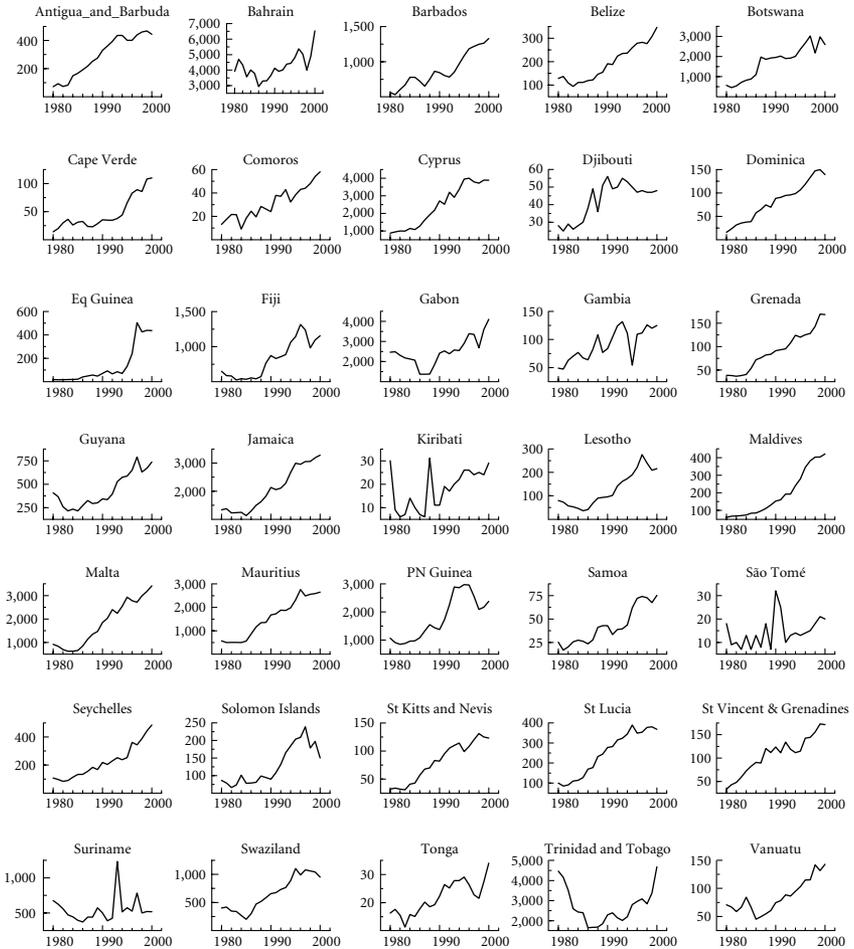 Antigua_and_Barbuda Bahrain Barbados Belize Botswana
400
200
1980 1990 2000
7,000
6,000
5,000
4,000
3,000
1980 1990 2000
1,500
1,000
1980 1990 2000
300
200
100
1980 1990 2000
3,000
2,000
1,000
1980 1990 2000
Cape Verde Comoros Cyprus Djibouti Dominica
100
50
1980 1990 2000
60
40
20
1980 1990 2000
4,000
3,000
2,000
1,000
1980 1990 2000
60
50
40
30
1980 1990 2000
150
100
50
1980 1990 2000
Eq Guinea Fiji Gabon Gambia Grenada
600
400
200
1980 1990 2000
1,500
1,000
1980 1990 2000
4,000
3,000
2,000
1980 1990 2000
150
100
50
1980 1990 2000
150
100
50
1980 1990 2000
Guyana Jamaica Kiribati Lesotho Maldives
750
500
250
1980 1990 2000
3,000
2,000
1980 1990 2000
30
20
10
1980 1990 2000
300
200
100
1980 1990 2000
400
300
200
100
1980 1990 2000
Malta Mauritius PN Guinea Samoa São Tomé
3,000
2,000
1,000
1980 1990 2000
3,000
2,000
1,000
1980 1990 2000
3,000
2,000
1,000
1980 1990 2000
75
50
25
1980 1990 2000
30
20
10
1980 1990 2000
Seychelles Solomon Islands St Kitts and Nevis St Lucia St Vincent & Grenadines
400
200
1980 1990 2000
250
200
150
100
1980 1990 2000
150
100
50
1980 1990 2000
400
300
200
100
1980 1990 2000
150
100
50
1980 1990 2000
Suriname Swaziland Tonga Trinidad and Tobago Vanuatu
1,000
500
1980 1990 2000
1,000
500
1980 1990 2000
30
20
1980 1990 2000
5,000
4,000
3,000
2,000
1980 1990 2000
150
100
50
1980 1990 2000